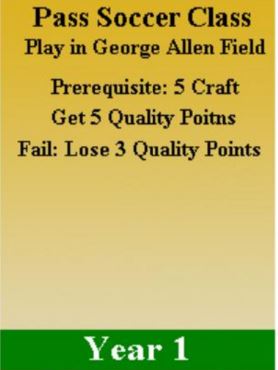 Pass Soccer Class
Play in George Allen Field
Prerequisite: 5 Craft
Get 5 Quality Poitns
Fail: Lose 3 Quality Points
Year 1